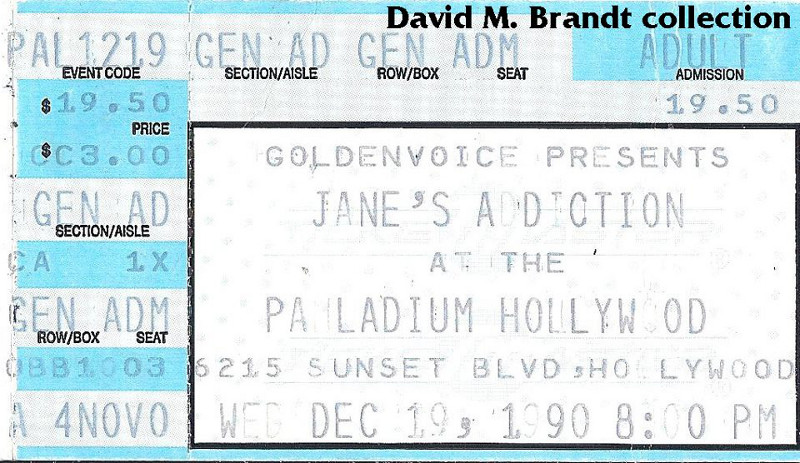 David M. Brandt collection
PAL1219 GEN AD GEN ADM ADULT
EVENT CODE SECTION/AISLE ROW/BOX SEAT ADMISSION
$19.50 19.50
PRICE
$ CC3.00
GOLDENVOICE PRESENTS
GEN AD JANE'S ADDICTION
SECTION/AISLE
CA 1X AT THE
GEN ADM PALLADIUM HOLLYWOOD
ROW/BOX SEAT
OBB1003 6215 SUNSET BLVD,HOLLYWOOD
A 4NOVO WED DEC 19, 1990 8:00 PM